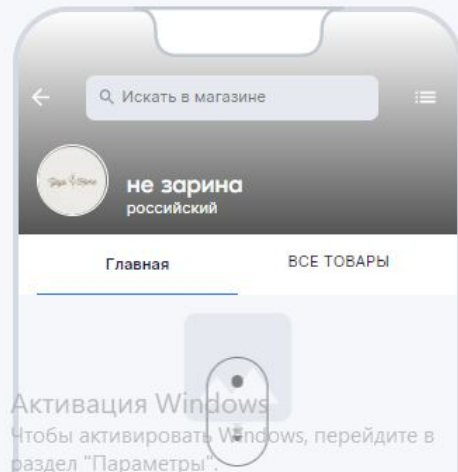 Искать в магазине
не зарина
российский
Главная ВСЕ ТОВАРЫ
Активация Windows
Чтобы активировать Windows, перейдите в
раздел "Параметры".